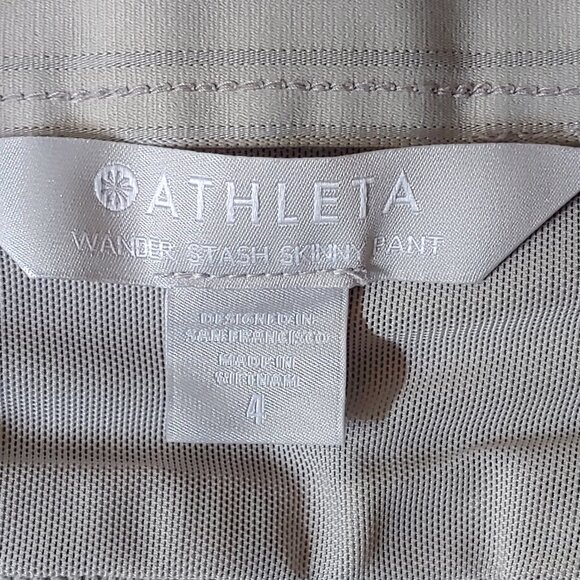 ATHLETA
WANDER STASH SKINNY PANT
DESIGNED IN
SAN FRANCISCO
MADE IN
VIETNAM
4